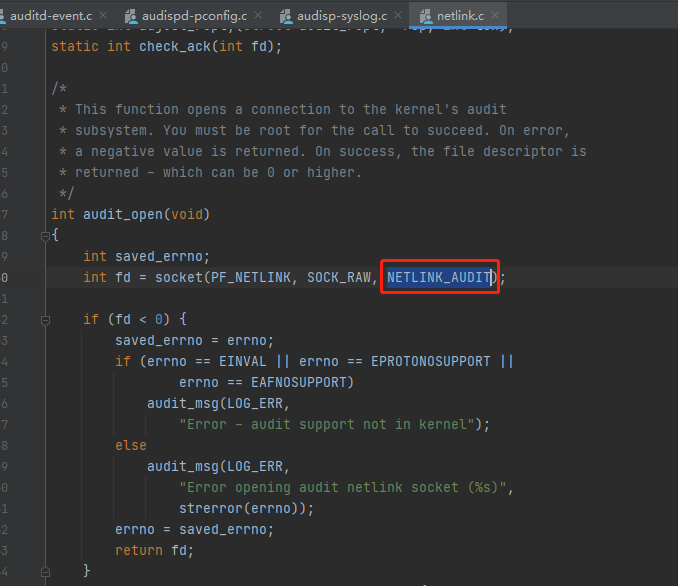 auditd-event.c × audispd-pconfig.c × audisp-syslog.c × netlink.c ×
9 static int check_ack(int fd);
0
1 /*
2 * This function opens a connection to the kernel's audit
3 * subsystem. You must be root for the call to succeed. On error,
4 * a negative value is returned. On success, the file descriptor is
5 * returned - which can be 0 or higher.
6 */
7 int audit_open(void)
8 {
9 int saved_errno;
0 int fd = socket(PF_NETLINK, SOCK_RAW, NETLINK_AUDIT);
1
2 if (fd < 0) {
3 saved_errno = errno;
4 if (errno == EINVAL || errno == EPROTONOSUPPORT ||
5 errno == EAFNOSUPPORT)
6 audit_msg(LOG_ERR,
7 "Error - audit support not in kernel");
8 else
9 audit_msg(LOG_ERR,
0 "Error opening audit netlink socket (%s)",
1 strerror(errno));
2 errno = saved_errno;
3 return fd;
4 }